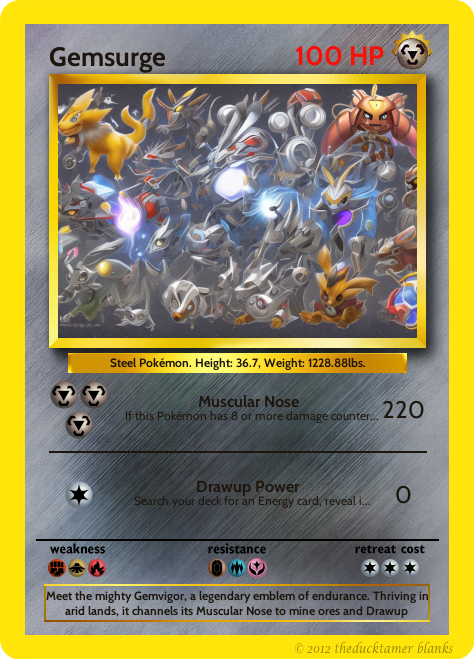 Gemsurge
100 HP
Steel Pokémon. Height: 36.7, Weight: 1228.88lbs.
Muscular Nose
If this Pokémon has 8 or more damage counter...
220
Drawup Power
Search your deck for an Energy card, reveal i...
0
weakness
resistance
retreat cost
Meet the mighty Gemvigor, a legendary emblem of endurance. Thriving in
arid lands, it channels its Muscular Nose to mine ores and Drawup
© 2012 theducktamer blanks